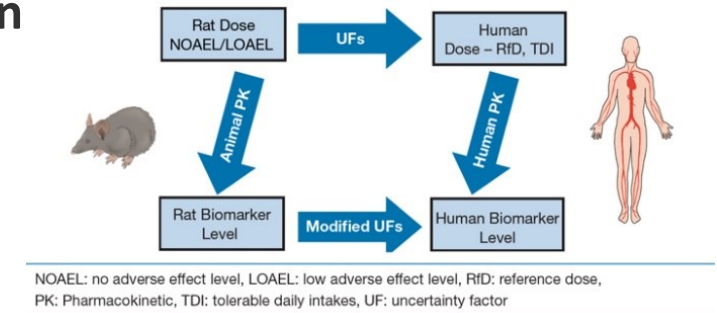 n
Rat Dose
NOAEL/LOAEL
UFs
Human
Dose – RfD, TDI
Animal PK
Human PK
Rat Biomarker
Level
Modified UFs
Human Biomarker
Level
NOAEL: no adverse effect level, LOAEL: low adverse effect level, RfD: reference dose,
PK: Pharmacokinetic, TDI: tolerable daily intakes, UF: uncertainty factor